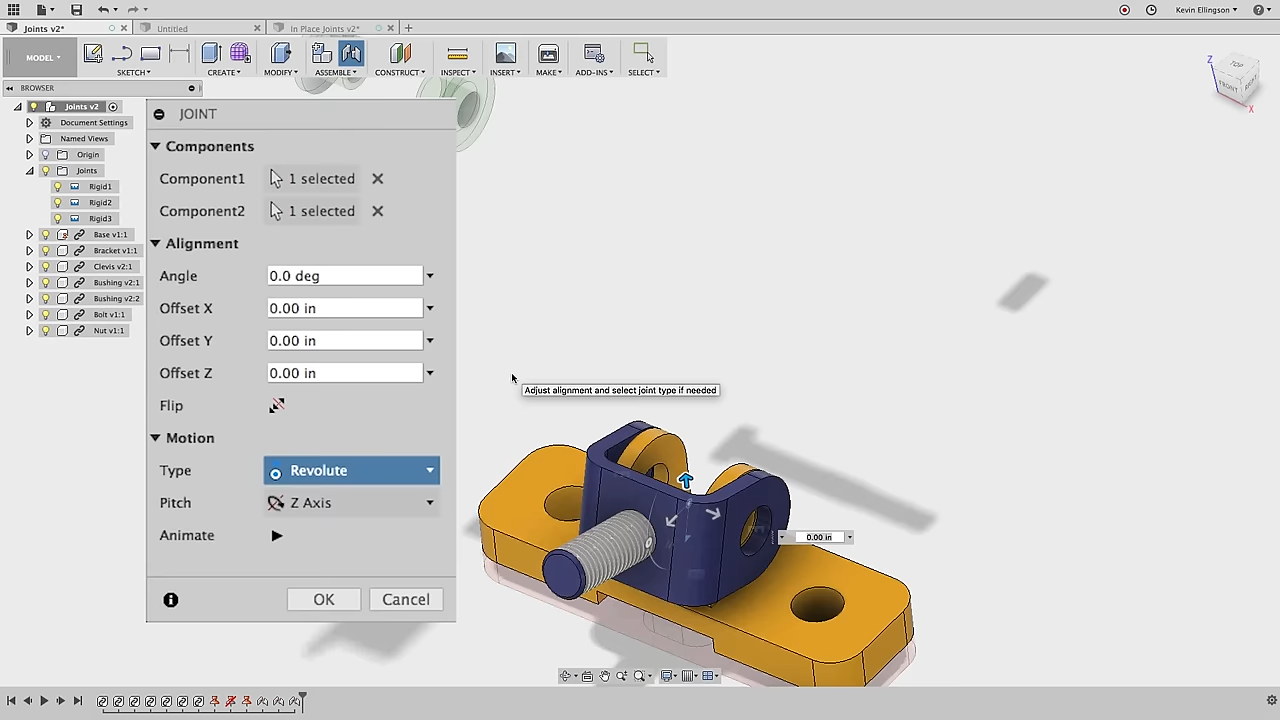 Kevin Ellingson
Joints v2*
Untitled
In Place Joints v2*
MODEL
SKETCH
CREATE
MODIFY
ASSEMBLE
CONSTRUCT
INSPECT
INSERT
MAKE
ADD-INS
SELECT
BROWSER
Joints v2
Document Settings
Named Views
Origin
Joints
Rigid1
Rigid2
Rigid3
Base v1:1
Bracket v1:1
Clevis v2:1
Bushing v2:1
Bushing v2:2
Bolt v1:1
Nut v1:1
JOINT
Components
Component1 1 selected
Component2 1 selected
Alignment
Angle 0.0 deg
Offset X 0.00 in
Offset Y 0.00 in
Offset Z 0.00 in
Flip
Motion
Type Revolute
Pitch Z Axis
Animate
OK Cancel
Adjust alignment and select joint type if needed
0.00 in
Z
TOP
FRONT
X